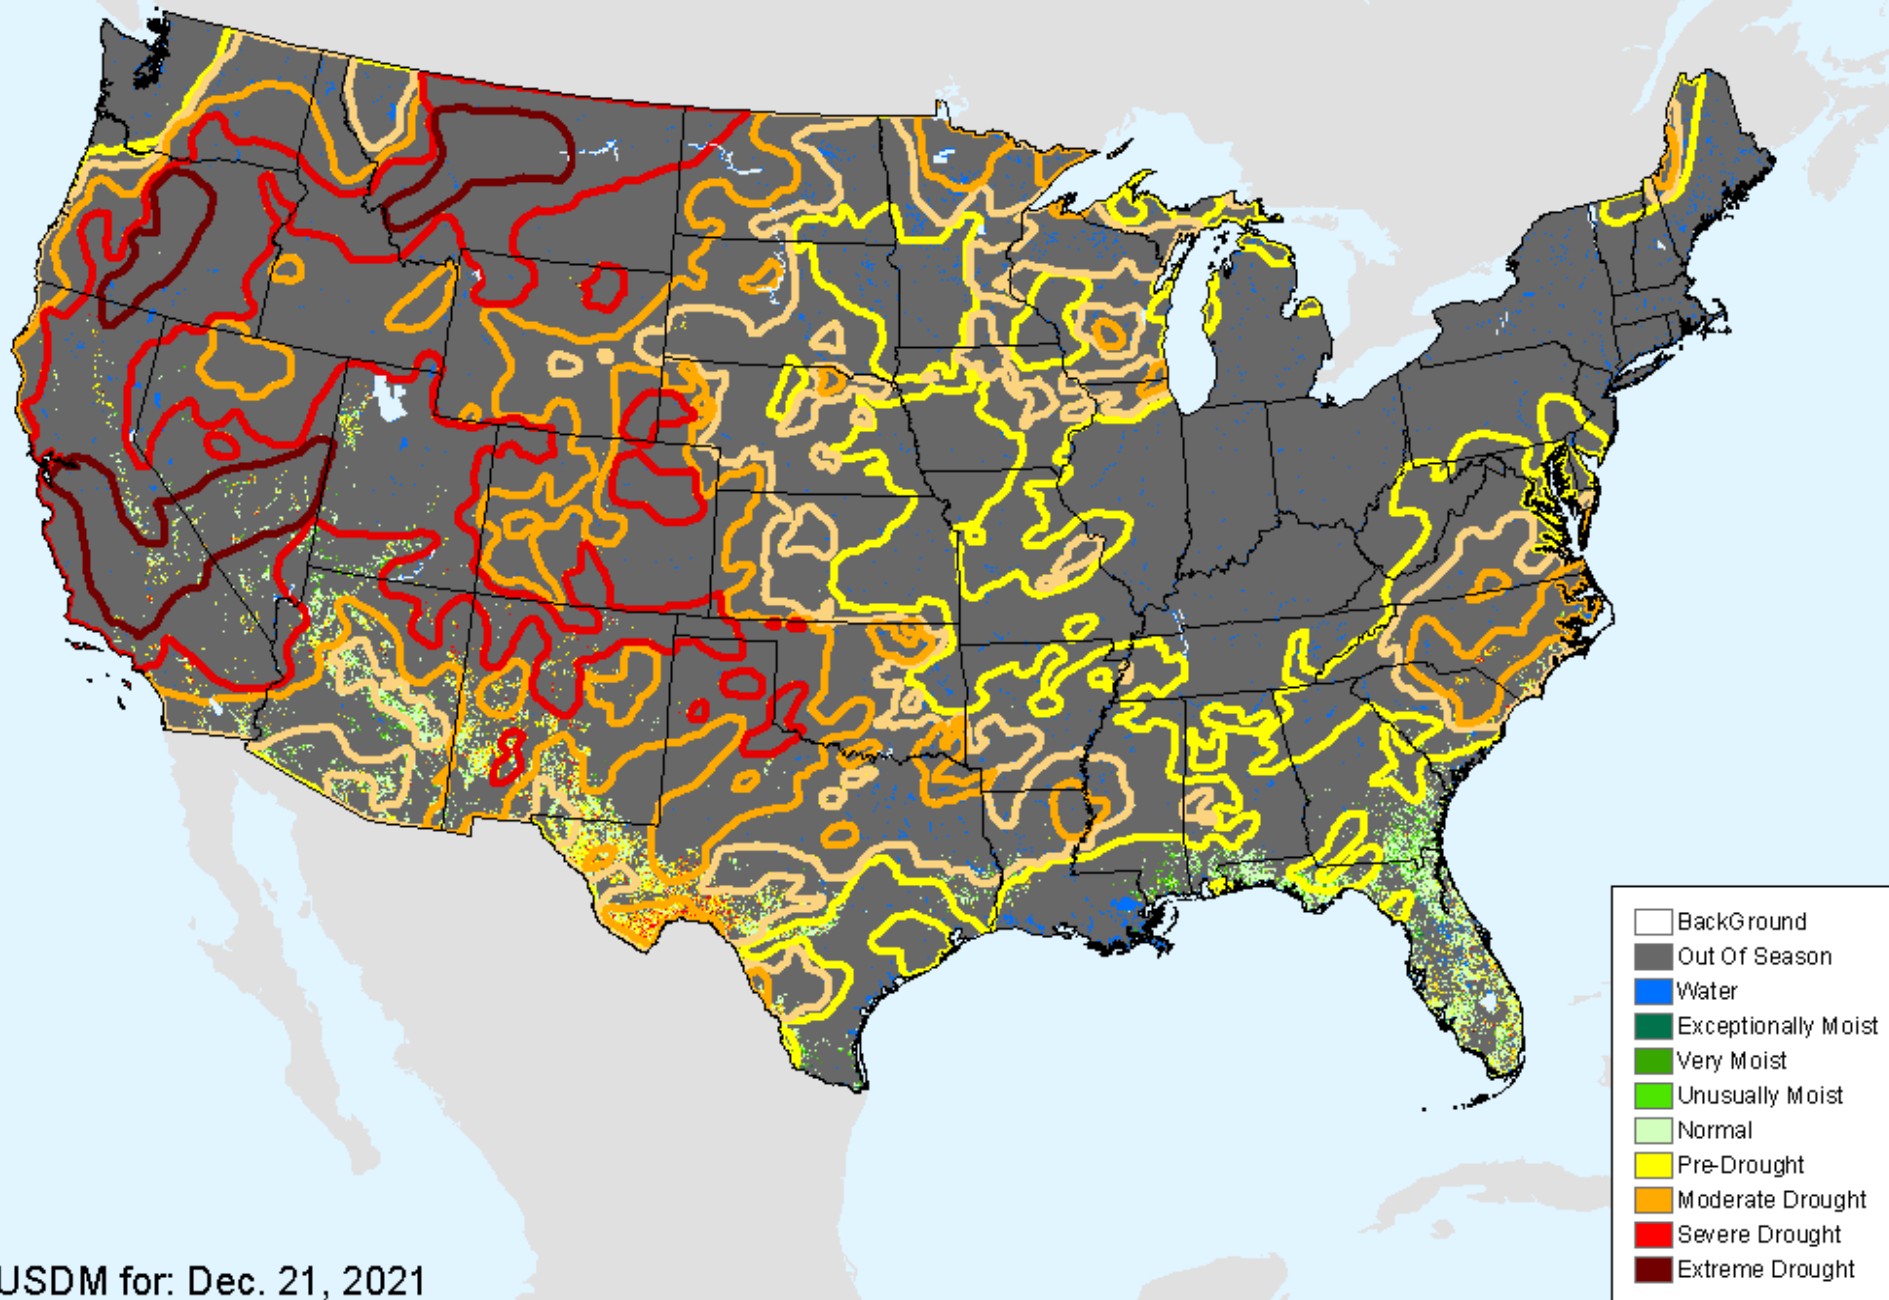 BackGround
Out Of Season
Water
Exceptionally Moist
Very Moist
Unusually Moist
Normal
Pre-Drought
Moderate Drought
Severe Drought
Extreme Drought
USDM for: Dec. 21, 2021